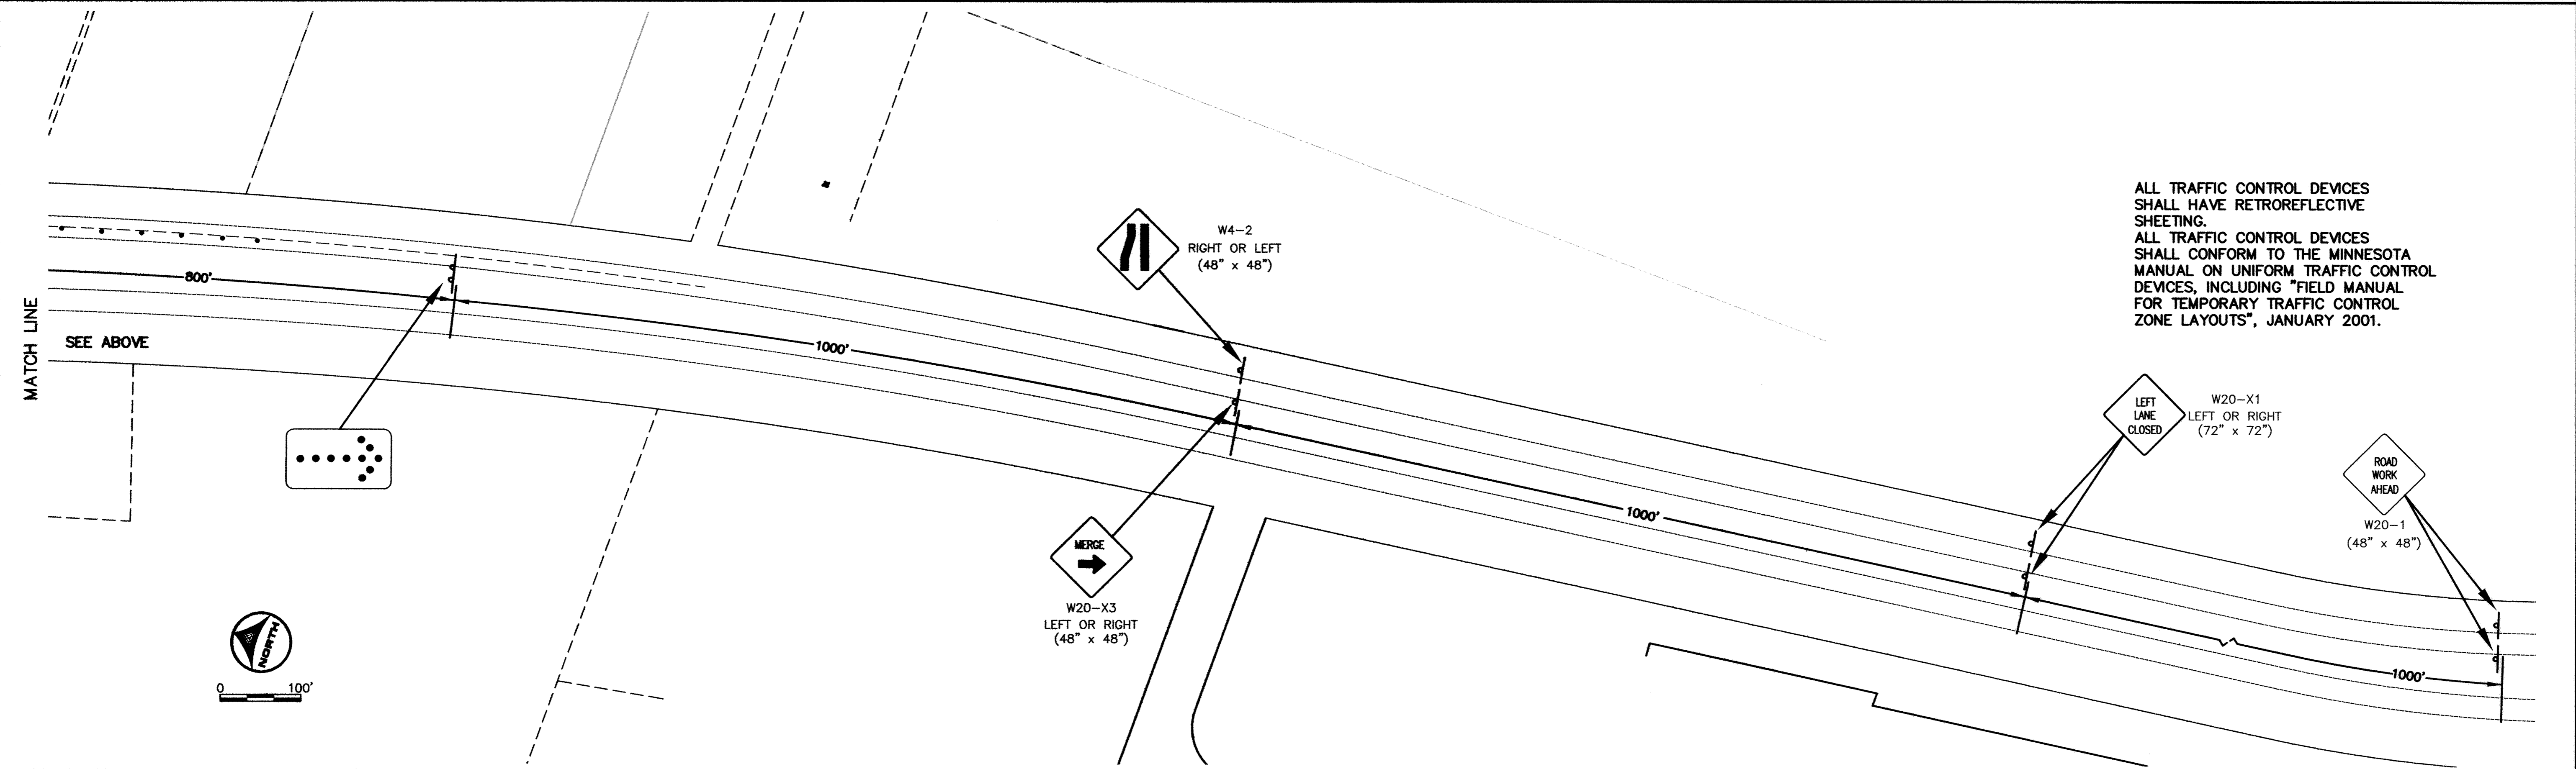 ALL TRAFFIC CONTROL DEVICES
SHALL HAVE RETROREFLECTIVE
SHEETING.
ALL TRAFFIC CONTROL DEVICES
SHALL CONFORM TO THE MINNESOTA
MANUAL ON UNIFORM TRAFFIC CONTROL
DEVICES, INCLUDING "FIELD MANUAL
FOR TEMPORARY TRAFFIC CONTROL
ZONE LAYOUTS", JANUARY 2001.
W4-2
RIGHT OR LEFT
(48" x 48")
800'
MATCH LINE
SEE ABOVE
1000'
LEFT
LANE
CLOSED
W20-X1
LEFT OR RIGHT
(72" x 72")
ROAD
WORK
AHEAD
W20-1
(48" x 48")
1000'
MERGE
W20-X3
LEFT OR RIGHT
(48" x 48")
NORTH
0 100'
1000'